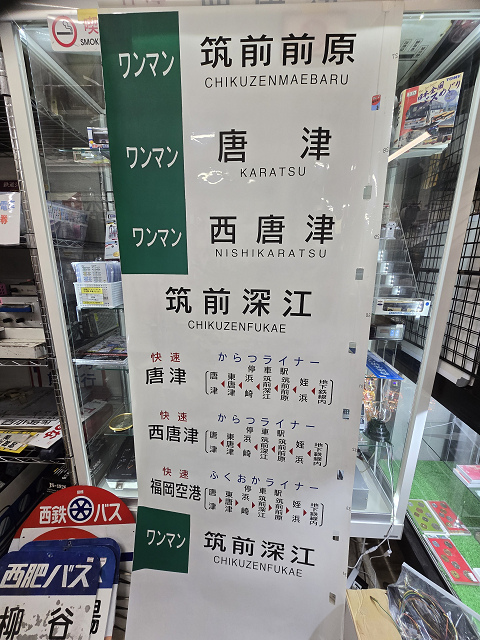 ワンマン 筑前前原
CHIKUZENMAEBARU
ワンマン 唐津
KARATSU
ワンマン 西唐津
NISHIKARATSU
筑前深江
CHIKUZENFUKAE
快速 からつライナー
唐津
停車駅
唐津 東唐津 浜崎 筑前深江 筑前前原 姪浜 地下鉄線内
快速 からつライナー
西唐津
停車駅
唐津 東唐津 浜崎 筑前深江 筑前前原 姪浜 地下鉄線内
快速 ふくおかライナー
福岡空港
停車駅
唐津 東唐津 浜崎 筑前深江 筑前前原 姪浜 地下鉄線内
ワンマン 筑前深江
CHIKUZENFUKAE
西鉄バス
西肥バス
柳谷
TOMY